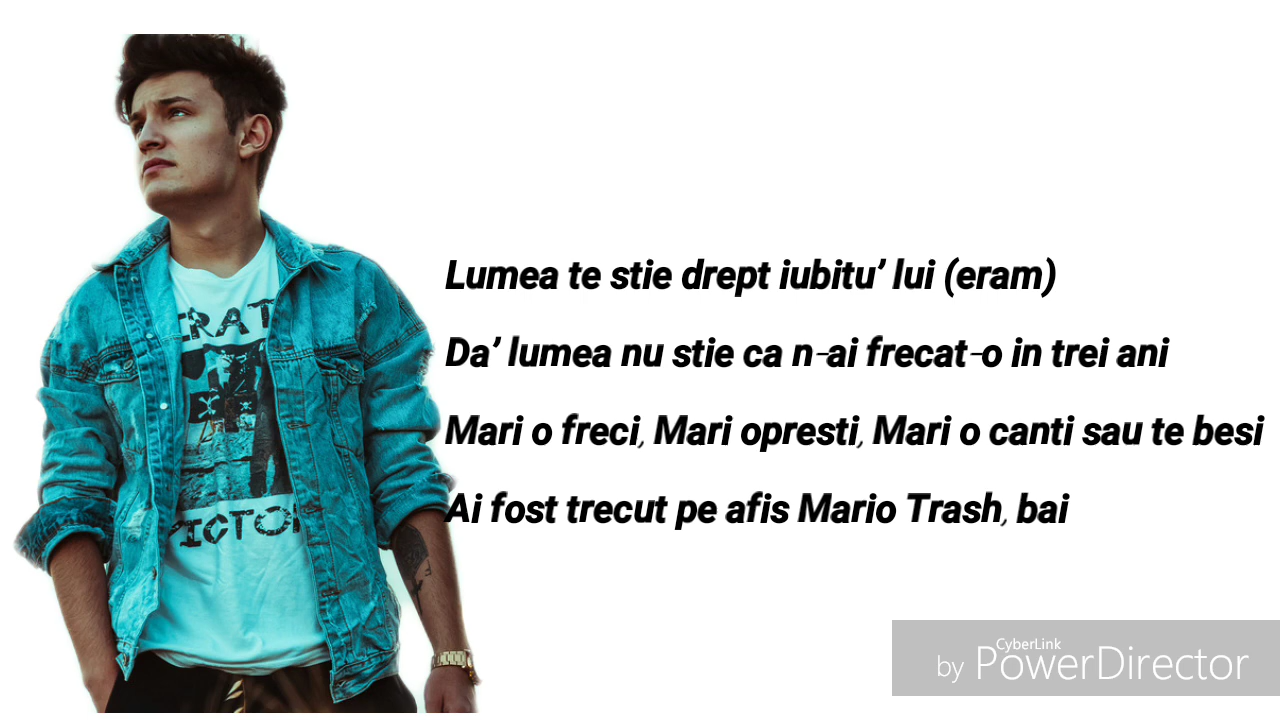 Lumea te stie drept iubitu’ lui (eram)
Da’ lumea nu stie ca n-ai frecat-o in trei ani
Mari o freci, Mari opresti, Mari o canti sau te besi
Ai fost trecut pe afis Mario Trash, bai
CyberLink
by PowerDirector